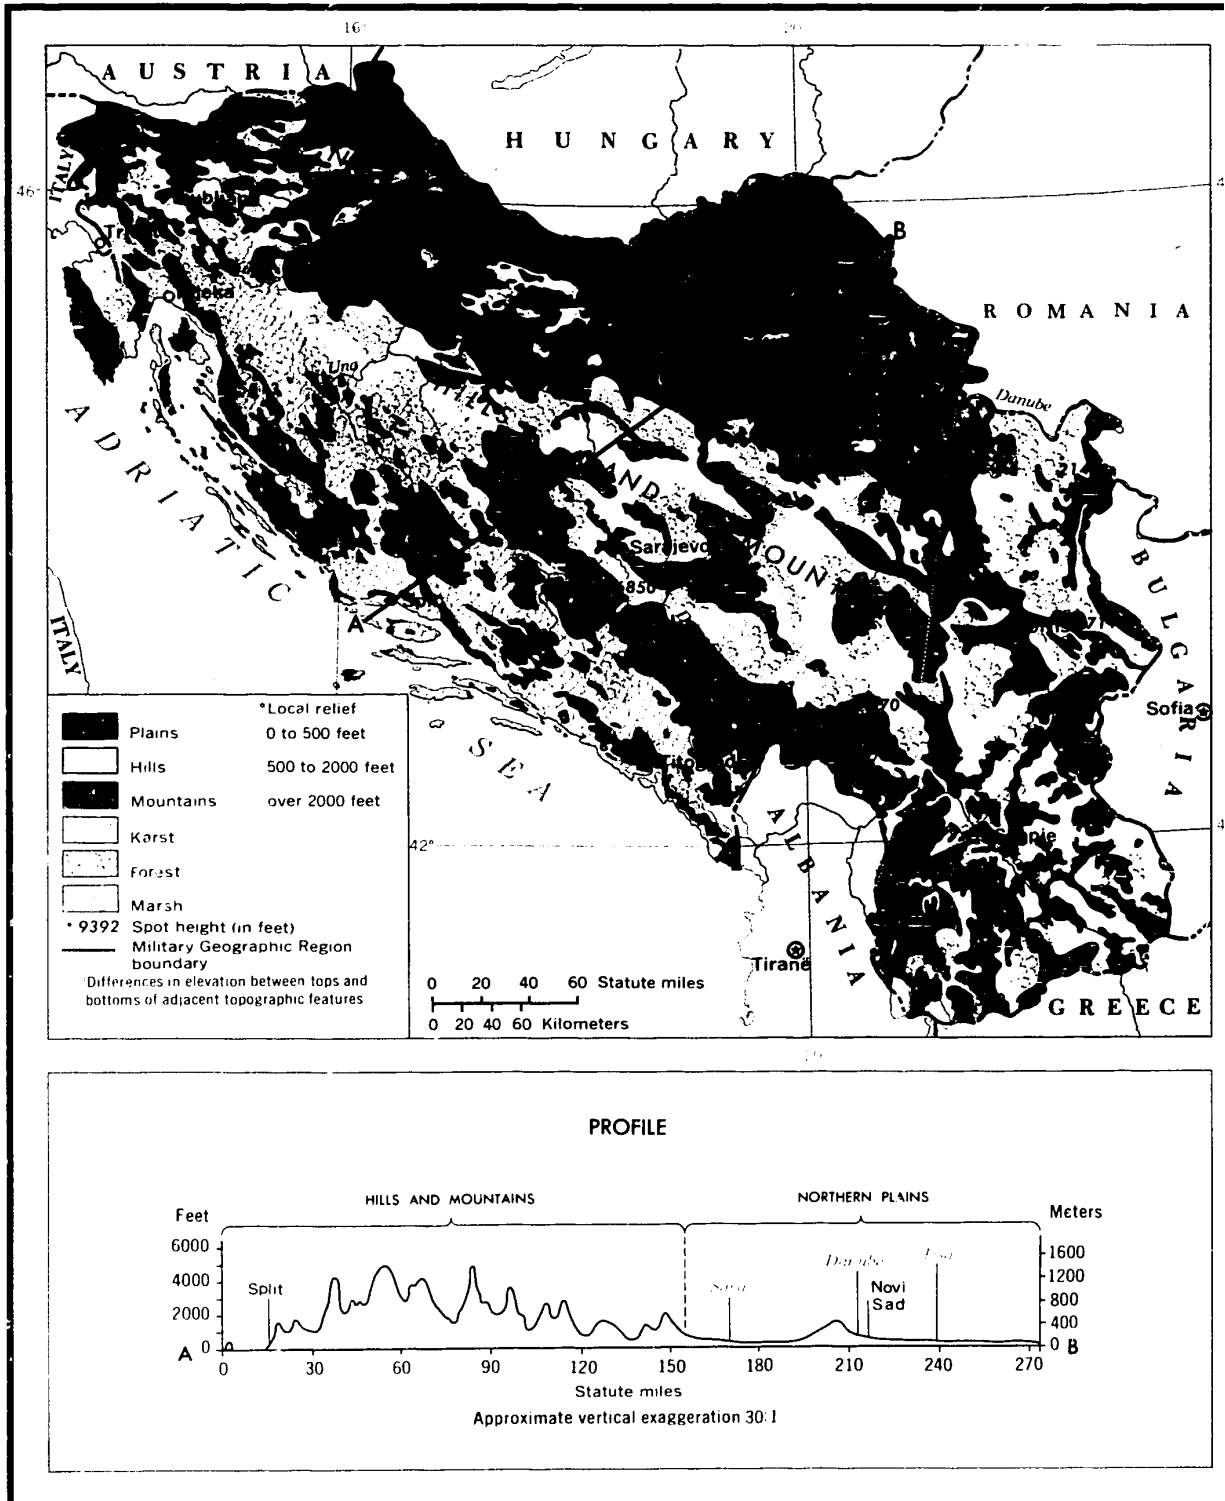 16°
AUSTRIA
HUNGARY
ITALY
46°
B
ROMANIA
Una
Danube
HILLS
AND
MOUN
Sarajevo
ADRIATIC
SEA
A
BULGARIA
Sofia
ITALY
ALBANIA
42°
Tiranë
GREECE
Plains
Hills
Mountains
Karst
Forest
Marsh
*Local relief
0 to 500 feet
500 to 2000 feet
over 2000 feet
• 9392 Spot height (in feet)
Military Geographic Region
boundary
*Differences in elevation between tops and
bottoms of adjacent topographic features
0 20 40 60 Statute miles
0 20 40 60 Kilometers
PROFILE
HILLS AND MOUNTAINS
NORTHERN PLAINS
Feet
Meters
6000
4000
2000
0
A
Split
Sava
Danube
Novi
Sad
1600
1200
800
400
0
B
0 30 60 90 120 150 180 210 240 270
Statute miles
Approximate vertical exaggeration 30:1